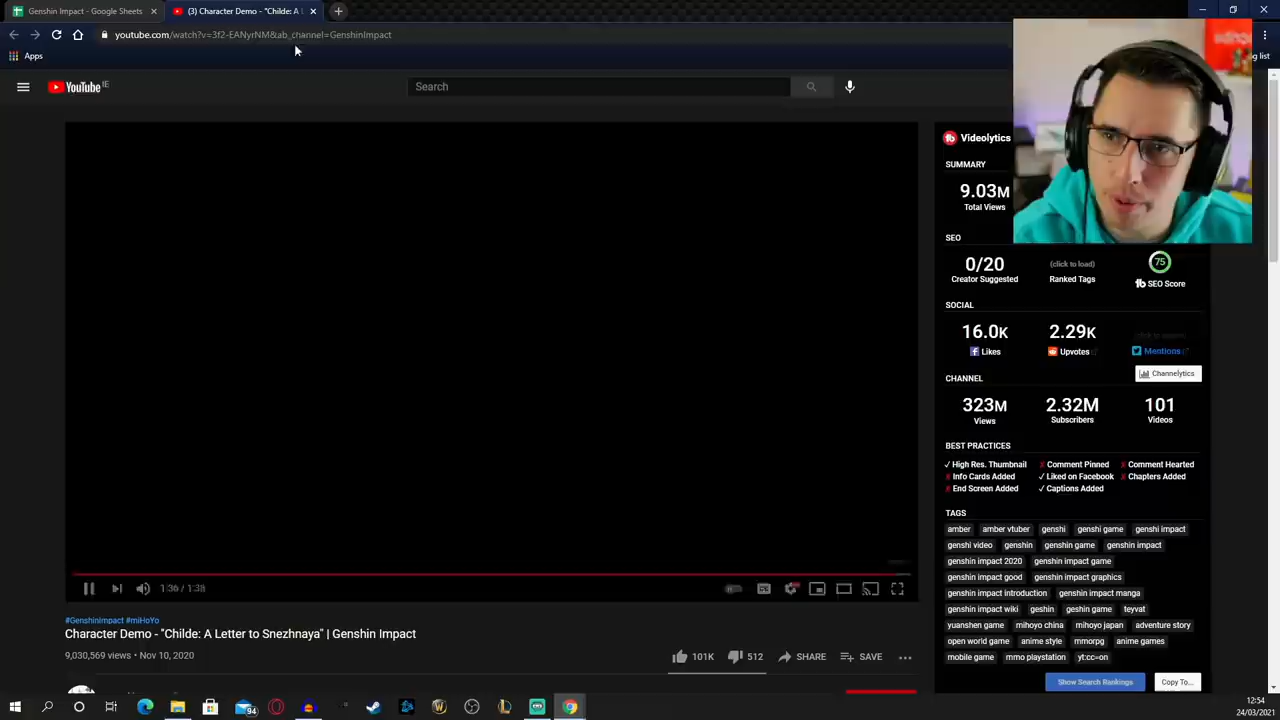 Genshin Impact - Google Sheets
(3) Character Demo - "Childe: A L
youtube.com/watch?v=3f2-EANyrNM&ab_channel=GenshinImpact
Apps
YouTube IE
Search
Videolytics
SUMMARY
9.03M
Total Views
SEO
0/20
(click to load)
75
Creator Suggested
Ranked Tags
SEO Score
SOCIAL
16.0K
2.29K
Likes
Upvotes
Mentions
Channelytics
CHANNEL
323M
2.32M
101
Views
Subscribers
Videos
BEST PRACTICES
High Res. Thumbnail
Comment Pinned
Comment Hearted
Info Cards Added
Liked on Facebook
Chapters Added
End Screen Added
Captions Added
TAGS
amber amber vtuber genshi genshi game genshi impact
genshi video genshin genshin game genshin impact
genshin impact 2020 genshin impact game
genshin impact good genshin impact graphics
genshin impact introduction genshin impact manga
genshin impact wiki geshin geshin game teyvat
yuanshen game mihoyo china mihoyo japan adventure story
open world game anime style mmorpg anime games
mobile game mmo playstation yt:cc=on
Show Search Rankings
Copy To...
1:36 / 1:38
#GenshinImpact #miHoYo
Character Demo - "Childe: A Letter to Snezhnaya" | Genshin Impact
9,030,569 views • Nov 10, 2020
101K
512
SHARE
SAVE
94
12:54
24/03/2021